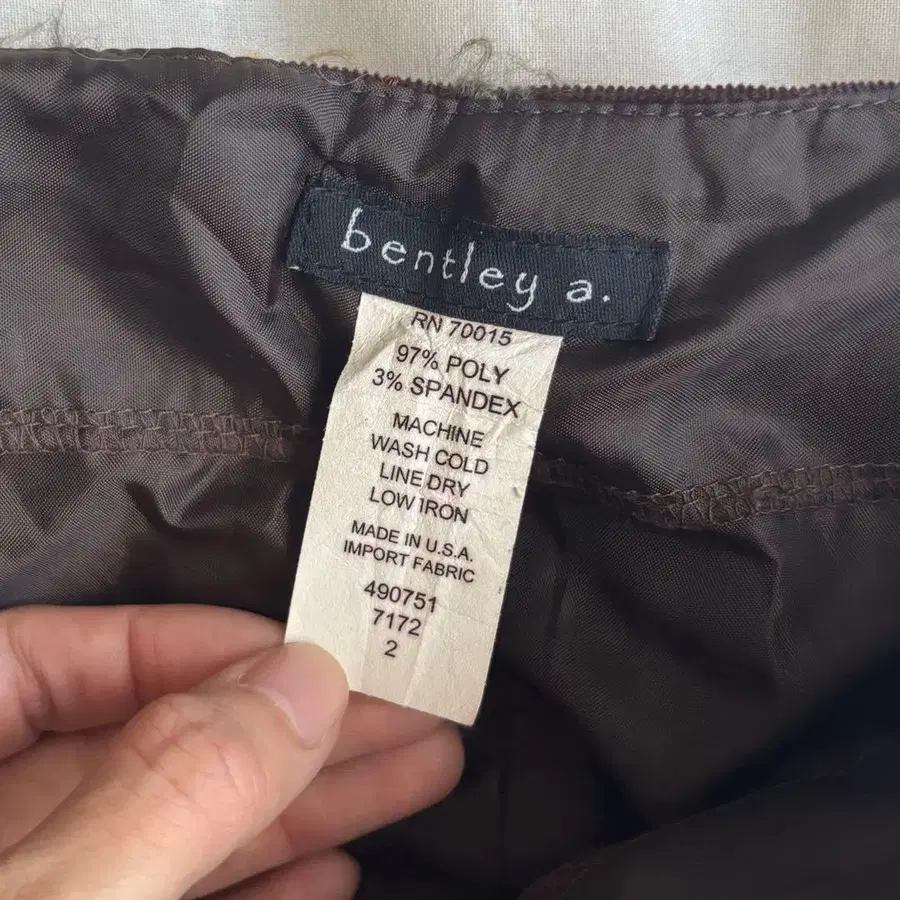 bentley a.
RN 70015
97% POLY
3% SPANDEX
MACHINE
WASH COLD
LINE DRY
LOW IRON
MADE IN U.S.A.
IMPORT FABRIC
490751
7172
2